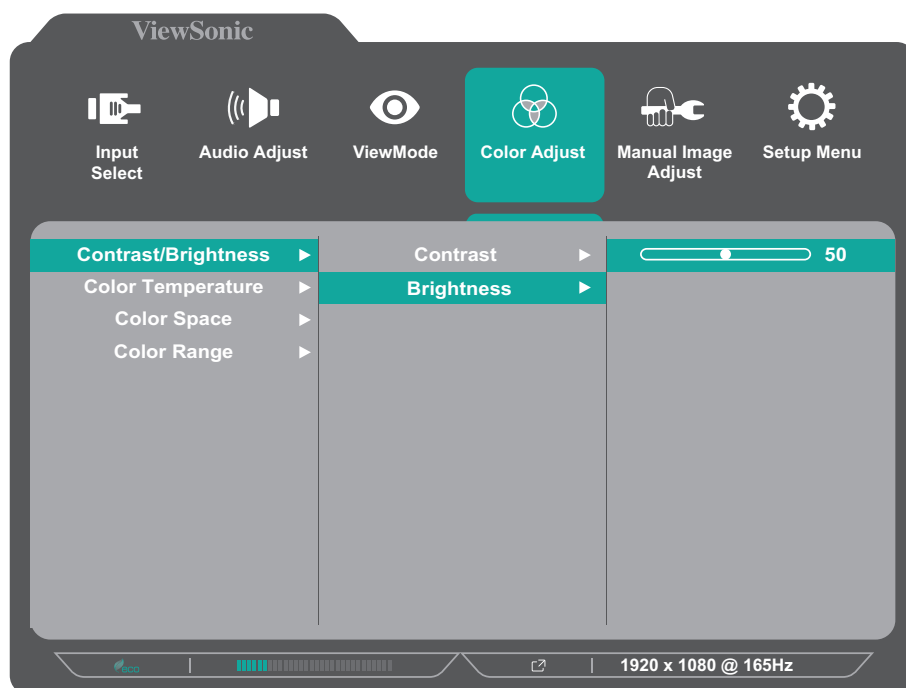 ViewSonic
Input Select
Audio Adjust
ViewMode
Color Adjust
Manual Image Adjust
Setup Menu
Contrast/Brightness
Contrast
50
Color Temperature
Brightness
Color Space
Color Range
eco
1920 x 1080 @ 165Hz